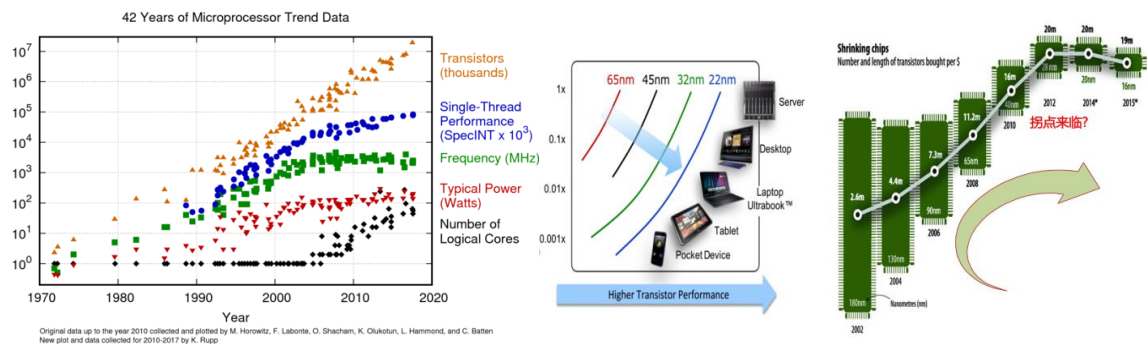 42 Years of Microprocessor Trend Data
10^7
10^6
10^5
10^4
10^3
10^2
10^1
10^0
1970
1980
1990
2000
2010
2020
Year
Transistors
(thousands)
Single-Thread
Performance
(SpecINT x 10^3)
Frequency (MHz)
Typical Power
(Watts)
Number of
Logical Cores
Original data up to the year 2010 collected and plotted by M. Horowitz, F. Labonte, O. Shacham, K. Olukotun, L. Hammond, and C. Batten
New plot and data collected for 2010-2017 by K. Rupp
65nm
45nm
32nm
22nm
1x
0.1x
0.01x
0.001x
Server
Desktop
Laptop
Ultrabook™
Tablet
Pocket Device
Higher Transistor Performance
Shrinking chips
Number and length of transistors bought per $
2.6m
180nm
2002
4.4m
130nm
2004
7.3m
90nm
2006
11.2m
65nm
2008
16m
40nm
2010
20m
28nm
2012
20m
20nm
2014*
19m
16nm
2015*
Nanometres (nm)
拐点来临?